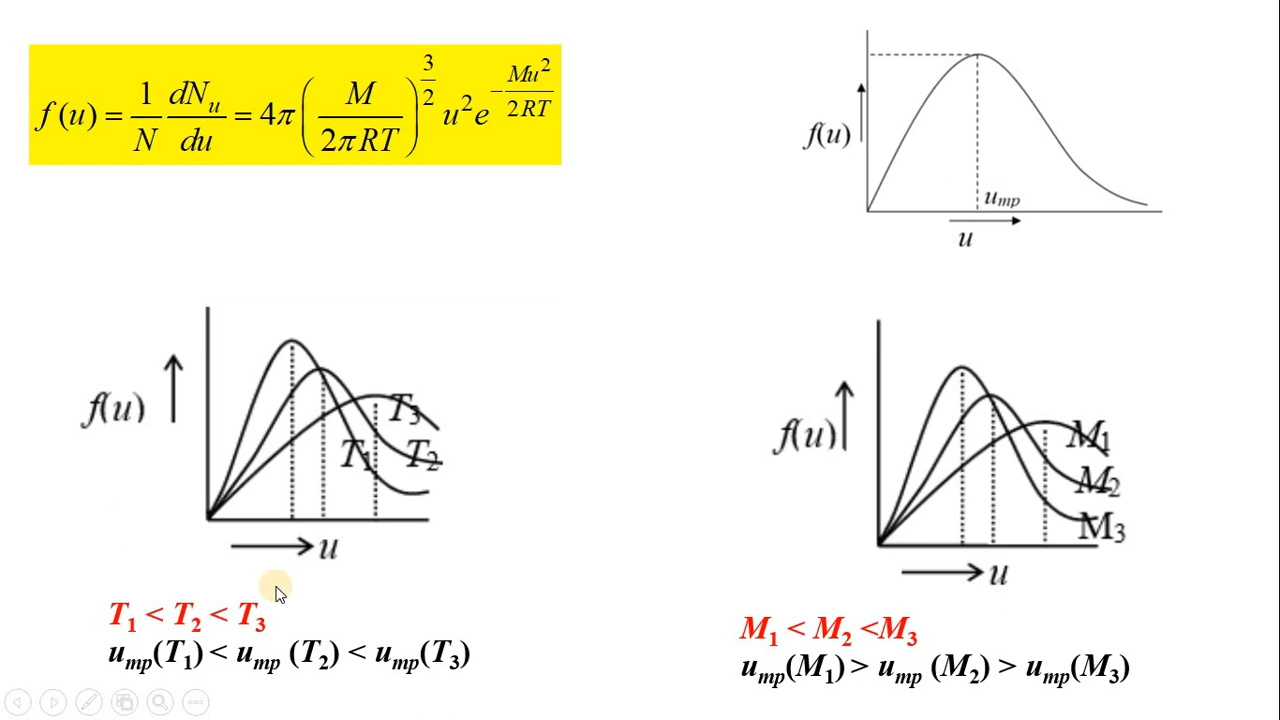 f(u) = 1/N dN_u/du = 4π (M/2πRT)^(3/2) u² e^(-Mu²/2RT)
f(u)
u_mp
u
f(u)
T₃
T₁ T₂
u
T₁ < T₂ < T₃
u_mp(T₁) < u_mp (T₂) < u_mp(T₃)
f(u)
M₁
M₂
M₃
u
M₁ < M₂ <M₃
u_mp(M₁) > u_mp (M₂) > u_mp(M₃)